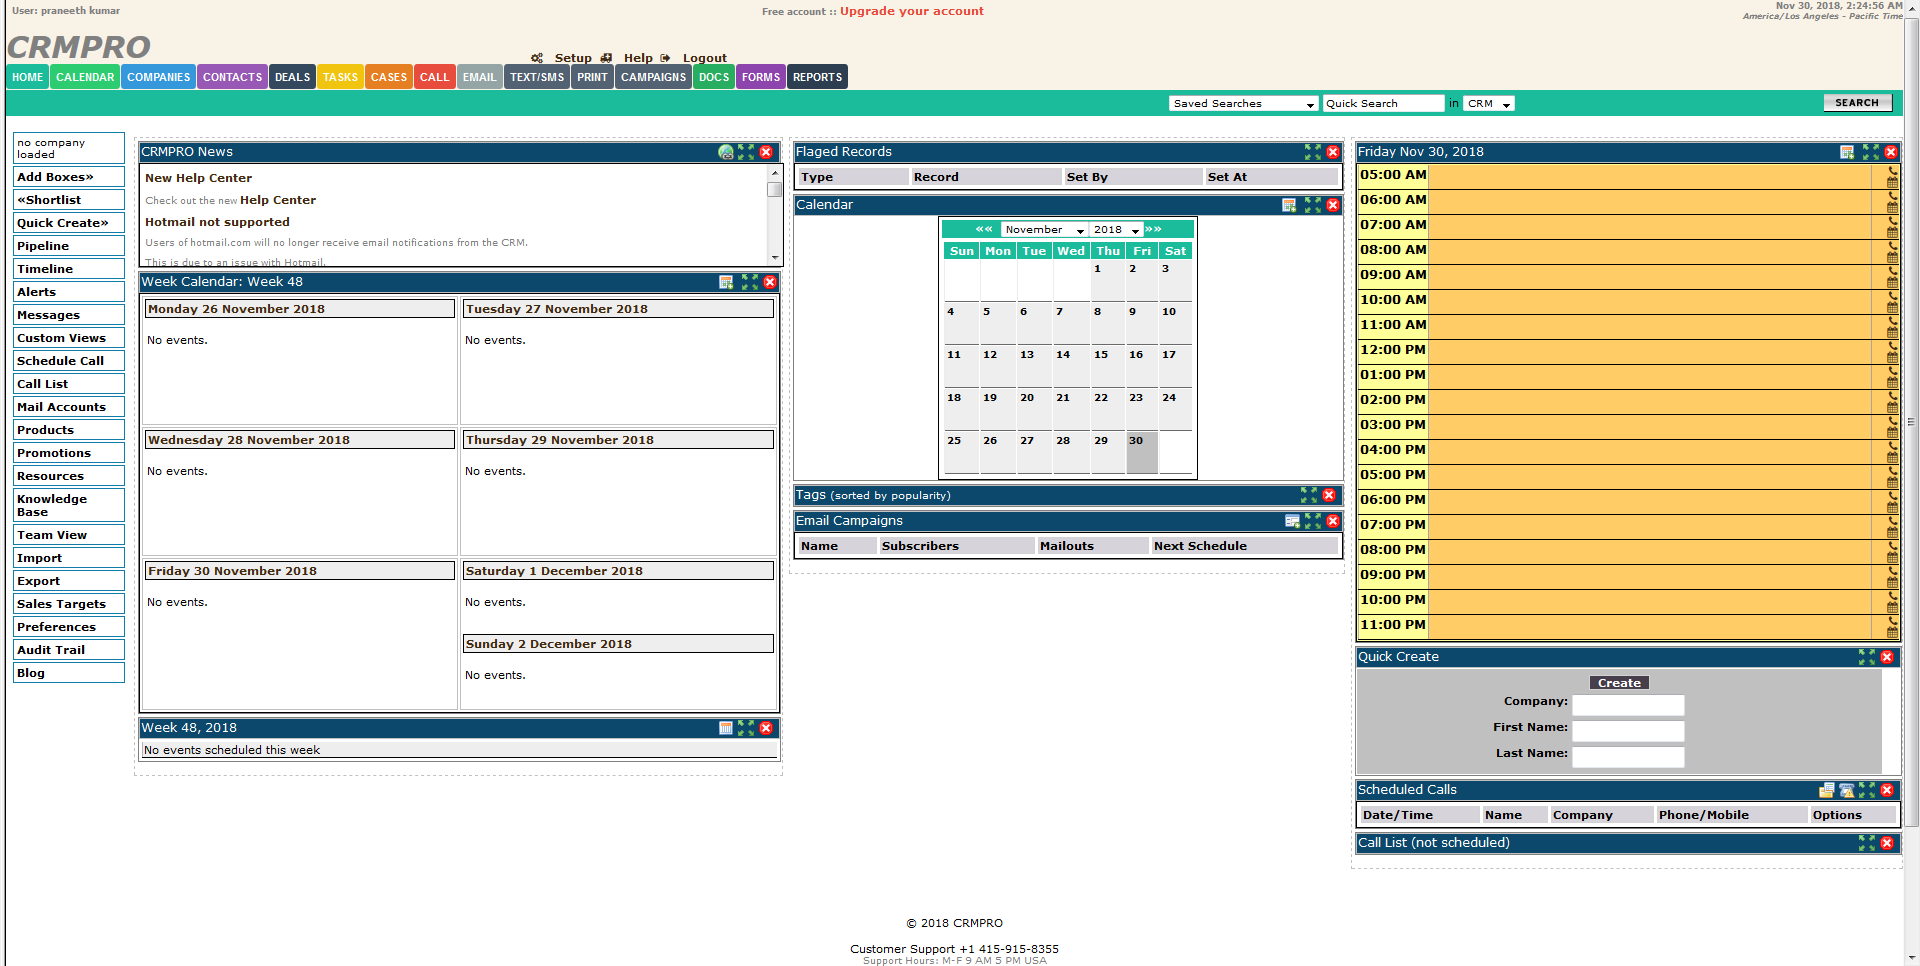 User: praneeth kumar
Free account :: Upgrade your account
Nov 30, 2018, 2:24:56 AM
America/Los Angeles - Pacific Time
CRMPRO
Setup Help Logout
HOME CALENDAR COMPANIES CONTACTS DEALS TASKS CASES CALL EMAIL TEXT/SMS PRINT CAMPAIGNS DOCS FORMS REPORTS
Saved Searches Quick Search in CRM SEARCH
no company
loaded
Add Boxes»
«Shortlist
Quick Create»
Pipeline
Timeline
Alerts
Messages
Custom Views
Schedule Call
Call List
Mail Accounts
Products
Promotions
Resources
Knowledge
Base
Team View
Import
Export
Sales Targets
Preferences
Audit Trail
Blog
CRMPRO News
New Help Center
Check out the new Help Center
Hotmail not supported
Users of hotmail.com will no longer receive email notifications from the CRM.
This is due to an issue with Hotmail.
Week Calendar: Week 48
Monday 26 November 2018
No events.
Tuesday 27 November 2018
No events.
Wednesday 28 November 2018
No events.
Thursday 29 November 2018
No events.
Friday 30 November 2018
No events.
Saturday 1 December 2018
No events.
Sunday 2 December 2018
No events.
Week 48, 2018
No events scheduled this week
Flaged Records
Type Record Set By Set At
Calendar
«« November 2018 »»
Sun Mon Tue Wed Thu Fri Sat
1 2 3
4 5 6 7 8 9 10
11 12 13 14 15 16 17
18 19 20 21 22 23 24
25 26 27 28 29 30
Tags (sorted by popularity)
Email Campaigns
Name Subscribers Mailouts Next Schedule
Friday Nov 30, 2018
05:00 AM
06:00 AM
07:00 AM
08:00 AM
09:00 AM
10:00 AM
11:00 AM
12:00 PM
01:00 PM
02:00 PM
03:00 PM
04:00 PM
05:00 PM
06:00 PM
07:00 PM
08:00 PM
09:00 PM
10:00 PM
11:00 PM
Quick Create
Create
Company:
First Name:
Last Name:
Scheduled Calls
Date/Time Name Company Phone/Mobile Options
Call List (not scheduled)
© 2018 CRMPRO
Customer Support +1 415-915-8355
Support Hours: M-F 9 AM 5 PM USA